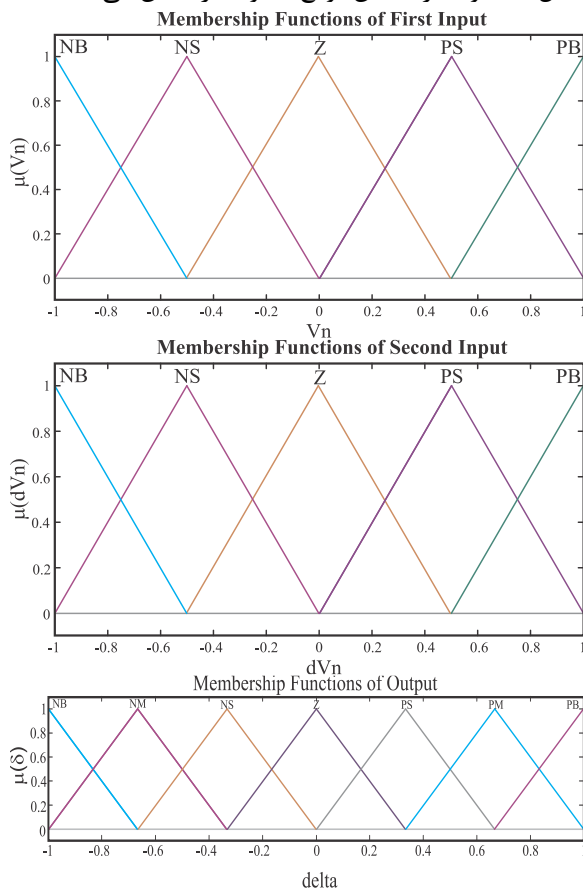 Membership Functions of First Input
NB NS Z PS PB
1
0.8
0.6
0.4
0.2
0
μ(Vn)
-1 -0.8 -0.6 -0.4 -0.2 0 0.2 0.4 0.6 0.8 1
Vn
Membership Functions of Second Input
NB NS Z PS PB
1
0.8
0.6
0.4
0.2
0
μ(dVn)
-1 -0.8 -0.6 -0.4 -0.2 0 0.2 0.4 0.6 0.8 1
dVn
Membership Functions of Output
NB NM NS Z PS PM PB
1
0.8
0.6
0.4
0.2
0
μ(δ)
-1 -0.8 -0.6 -0.4 -0.2 0 0.2 0.4 0.6 0.8 1
delta